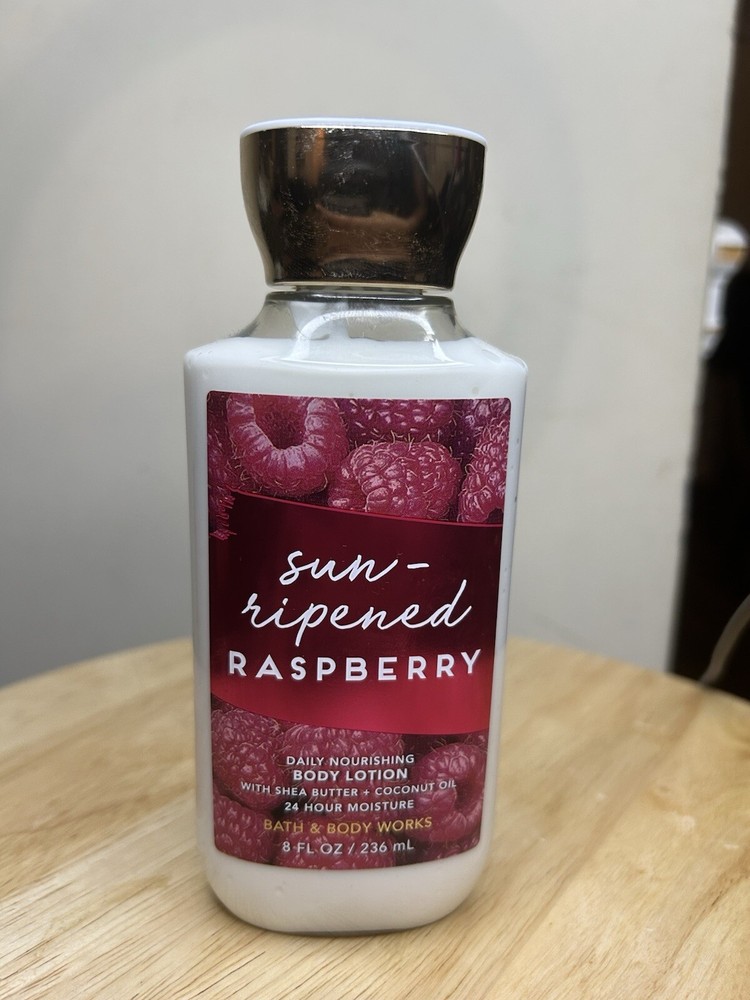 sun-
ripened
RASPBERRY
DAILY NOURISHING
BODY LOTION
WITH SHEA BUTTER + COCONUT OIL
24 HOUR MOISTURE
BATH & BODY WORKS
8 FL OZ / 236 mL